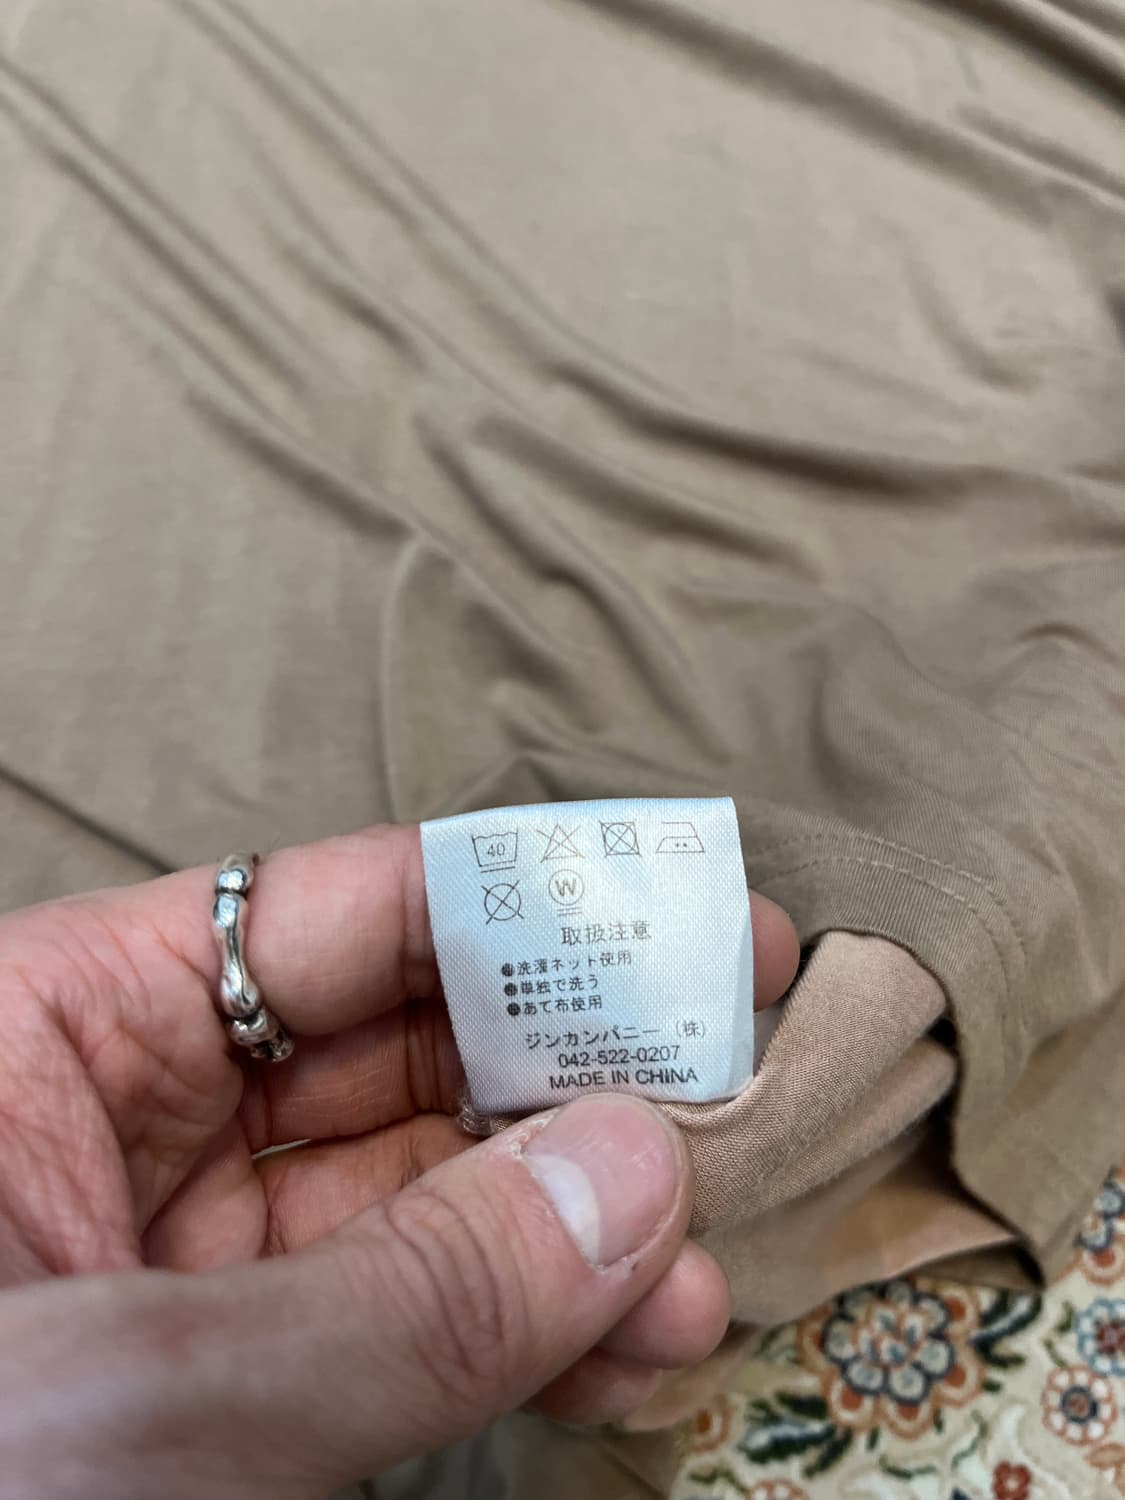 40
W
取扱注意
●洗濯ネット使用
●単独で洗う
●あて布使用
ジンカンパニー（株）
042-522-0207
MADE IN CHINA